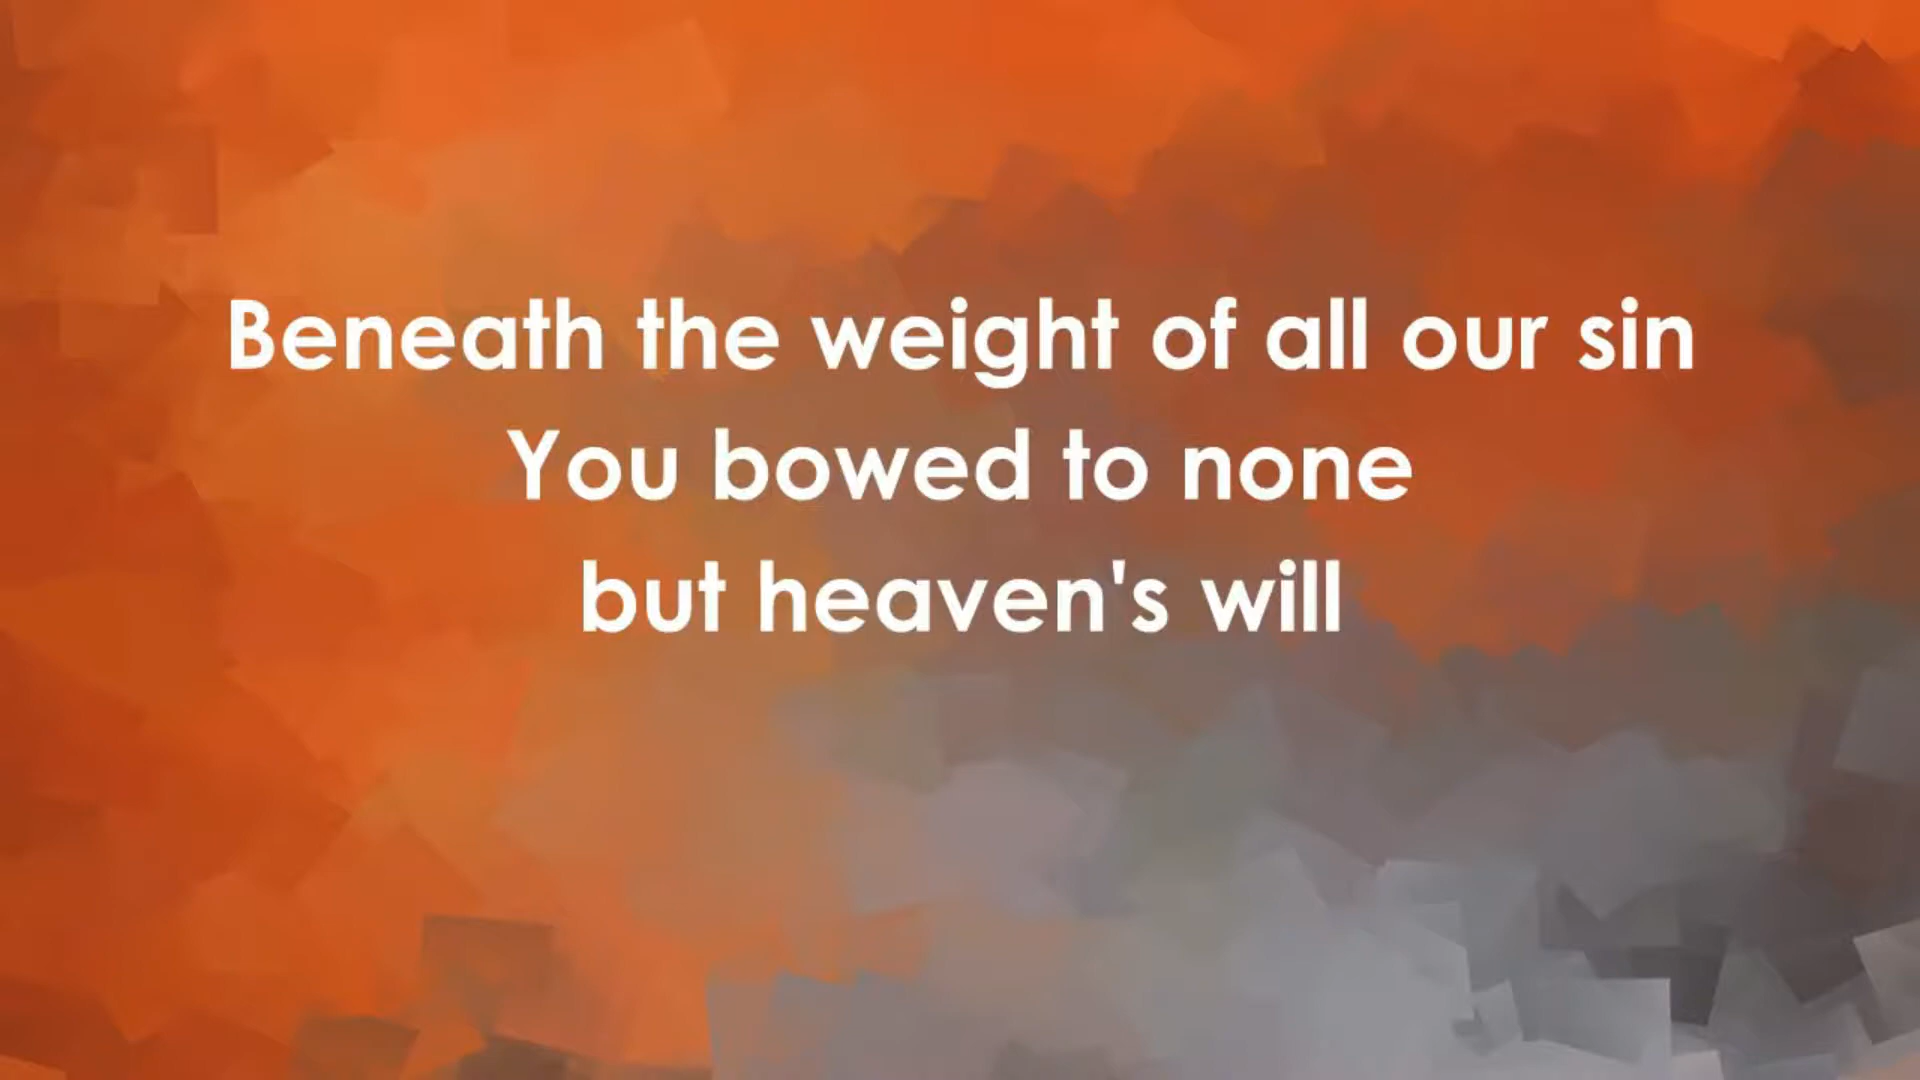 Beneath the weight of all our sin
You bowed to none
but heaven's will